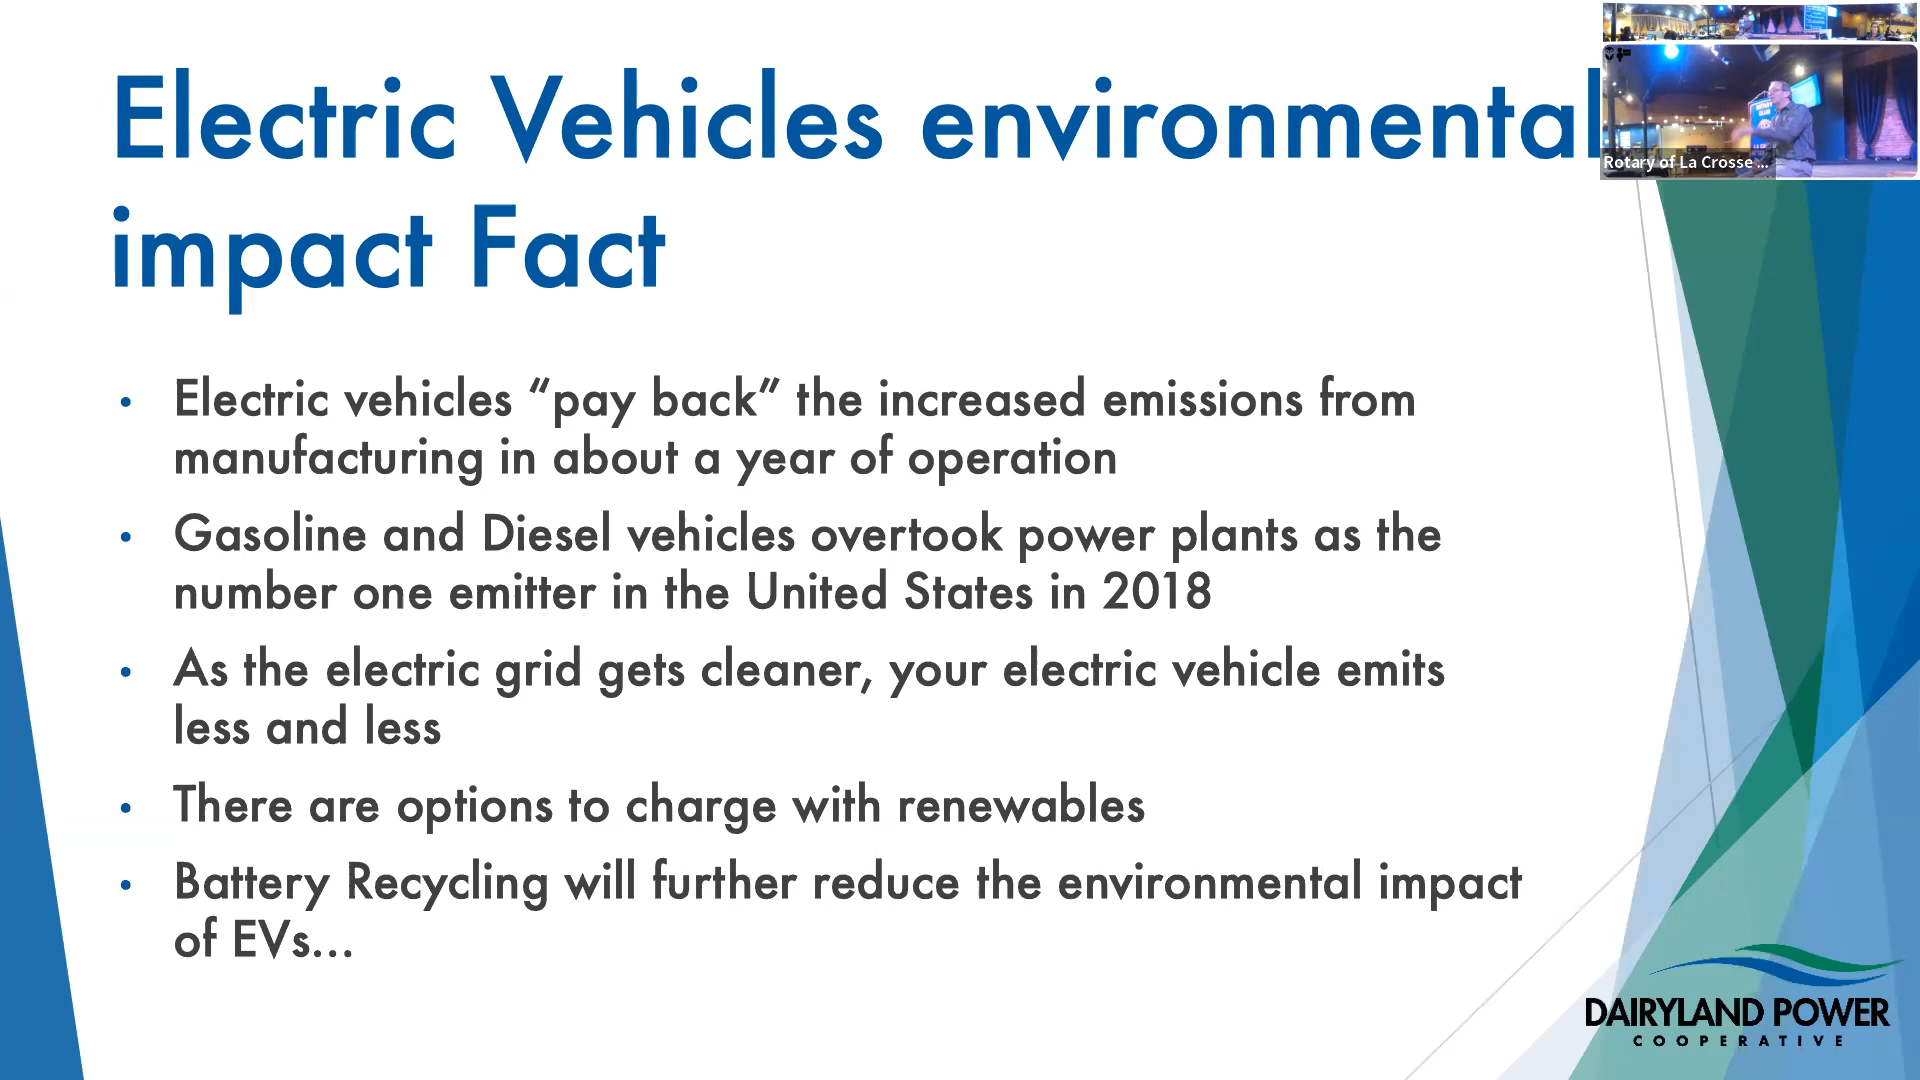 Electric Vehicles environmental
impact Fact
Rotary of La Crosse ...
• Electric vehicles “pay back” the increased emissions from
manufacturing in about a year of operation
• Gasoline and Diesel vehicles overtook power plants as the
number one emitter in the United States in 2018
• As the electric grid gets cleaner, your electric vehicle emits
less and less
• There are options to charge with renewables
• Battery Recycling will further reduce the environmental impact
of EVs...
DAIRYLAND POWER
COOPERATIVE